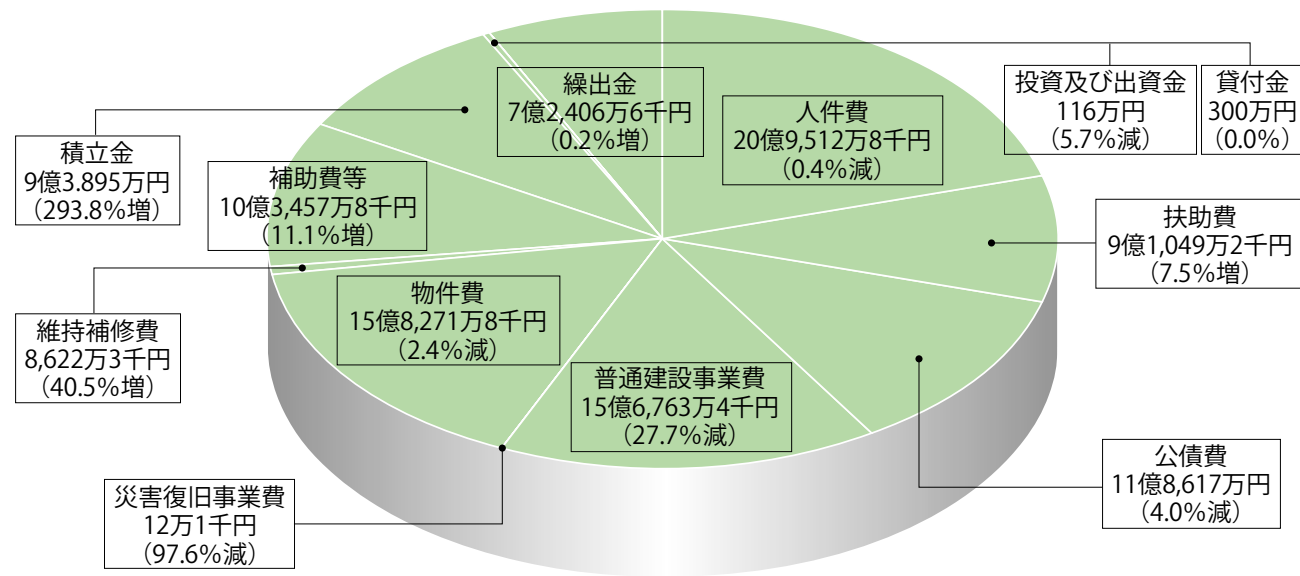 繰出金
7億2,406万6千円
（0.2%増）
人件費
20億9,512万8千円
（0.4%減）
投資及び出資金
116万円
（5.7%減）
貸付金
300万円
（0.0%）
積立金
9億3.895万円
（293.8%増）
補助費等
10億3,457万8千円
（11.1%増）
扶助費
9億1,049万2千円
（7.5%増）
維持補修費
8,622万3千円
（40.5%増）
物件費
15億8,271万8千円
（2.4%減）
普通建設事業費
15億6,763万4千円
（27.7%減）
公債費
11億8,617万円
（4.0%減）
災害復旧事業費
12万1千円
（97.6%減）